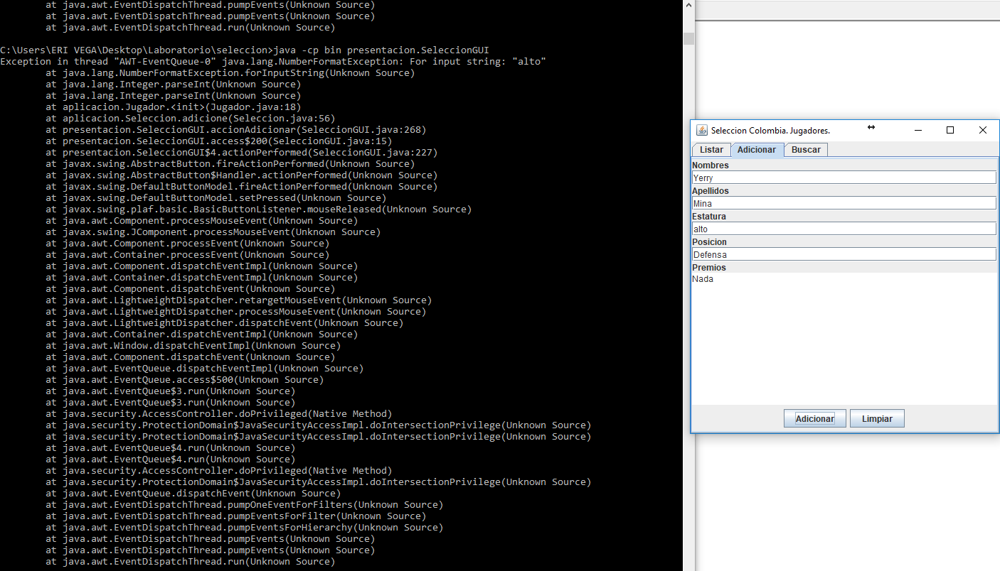 at java.awt.EventDispatchThread.pumpEvents(Unknown Source)
at java.awt.EventDispatchThread.pumpEvents(Unknown Source)
at java.awt.EventDispatchThread.run(Unknown Source)
C:\Users\ERI VEGA\Desktop\Laboratorio\seleccion>java -cp bin presentacion.SeleccionGUI
Exception in thread "AWT-EventQueue-0" java.lang.NumberFormatException: For input string: "alto"
at java.lang.NumberFormatException.forInputString(Unknown Source)
at java.lang.Integer.parseInt(Unknown Source)
at java.lang.Integer.parseInt(Unknown Source)
at aplicacion.Jugador.<init>(Jugador.java:18)
at aplicacion.Seleccion.adicione(Seleccion.java:56)
at presentacion.SeleccionGUI.accionAdicionar(SeleccionGUI.java:268)
at presentacion.SeleccionGUI.access$200(SeleccionGUI.java:15)
at presentacion.SeleccionGUI$4.actionPerformed(SeleccionGUI.java:227)
at javax.swing.AbstractButton.fireActionPerformed(Unknown Source)
at javax.swing.AbstractButton$Handler.actionPerformed(Unknown Source)
at javax.swing.DefaultButtonModel.fireActionPerformed(Unknown Source)
at javax.swing.DefaultButtonModel.setPressed(Unknown Source)
at javax.swing.plaf.basic.BasicButtonListener.mouseReleased(Unknown Source)
at java.awt.Component.processMouseEvent(Unknown Source)
at javax.swing.JComponent.processMouseEvent(Unknown Source)
at java.awt.Component.processEvent(Unknown Source)
at java.awt.Container.processEvent(Unknown Source)
at java.awt.Component.dispatchEventImpl(Unknown Source)
at java.awt.Container.dispatchEventImpl(Unknown Source)
at java.awt.Component.dispatchEvent(Unknown Source)
at java.awt.LightweightDispatcher.retargetMouseEvent(Unknown Source)
at java.awt.LightweightDispatcher.processMouseEvent(Unknown Source)
at java.awt.LightweightDispatcher.dispatchEvent(Unknown Source)
at java.awt.Container.dispatchEventImpl(Unknown Source)
at java.awt.Window.dispatchEventImpl(Unknown Source)
at java.awt.Component.dispatchEvent(Unknown Source)
at java.awt.EventQueue.dispatchEventImpl(Unknown Source)
at java.awt.EventQueue.access$500(Unknown Source)
at java.awt.EventQueue$3.run(Unknown Source)
at java.awt.EventQueue$3.run(Unknown Source)
at java.security.AccessController.doPrivileged(Native Method)
at java.security.ProtectionDomain$JavaSecurityAccessImpl.doIntersectionPrivilege(Unknown Source)
at java.security.ProtectionDomain$JavaSecurityAccessImpl.doIntersectionPrivilege(Unknown Source)
at java.awt.EventQueue$4.run(Unknown Source)
at java.awt.EventQueue$4.run(Unknown Source)
at java.security.AccessController.doPrivileged(Native Method)
at java.security.ProtectionDomain$JavaSecurityAccessImpl.doIntersectionPrivilege(Unknown Source)
at java.awt.EventQueue.dispatchEvent(Unknown Source)
at java.awt.EventDispatchThread.pumpOneEventForFilters(Unknown Source)
at java.awt.EventDispatchThread.pumpEventsForFilter(Unknown Source)
at java.awt.EventDispatchThread.pumpEventsForHierarchy(Unknown Source)
at java.awt.EventDispatchThread.pumpEvents(Unknown Source)
at java.awt.EventDispatchThread.pumpEvents(Unknown Source)
at java.awt.EventDispatchThread.run(Unknown Source)
Seleccion Colombia. Jugadores.
Listar Adicionar Buscar
Nombres
Yerry
Apellidos
Mina
Estatura
alto
Posicion
Defensa
Premios
Nada
Adicionar Limpiar